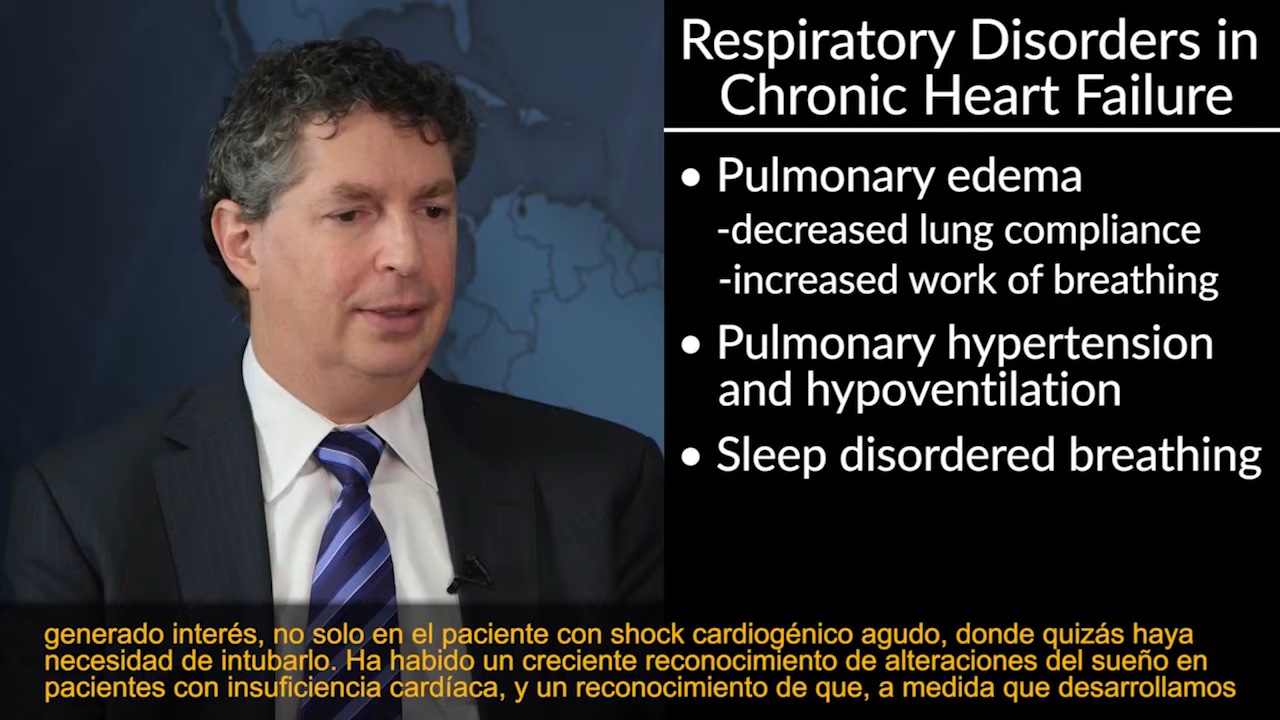 Respiratory Disorders in
Chronic Heart Failure
• Pulmonary edema
-decreased lung compliance
-increased work of breathing
• Pulmonary hypertension
and hypoventilation
• Sleep disordered breathing
generado interés, no solo en el paciente con shock cardiogénico agudo, donde quizás haya
necesidad de intubarlo. Ha habido un creciente reconocimiento de alteraciones del sueño en
pacientes con insuficiencia cardíaca, y un reconocimiento de que, a medida que desarrollamos